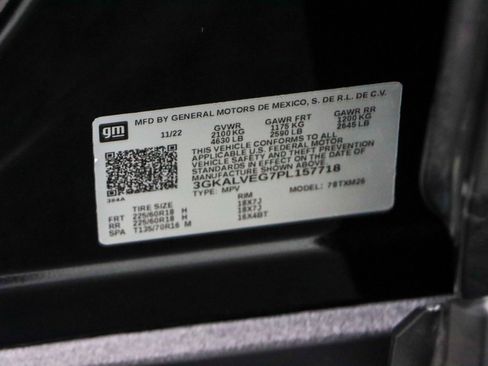 gm
MFD BY GENERAL MOTORS DE MEXICO, S. DE R.L. DE C.V.
11/22 GVWR GAWR FRT GAWR RR
2100 KG 1175 KG 1200 KG
4630 LB 2590 LB 2645 LB
THIS VEHICLE CONFORMS TO ALL
APPLICABLE U.S. FEDERAL MOTOR
VEHICLE SAFETY AND THEFT PREVENTION
STANDARDS IN EFFECT ON THE DATE OF
MANUFACTURE SHOWN ABOVE.
3GKALVEG7PL157718
TYPE: MPV MODEL: 78TXM26
384A
TIRE SIZE RIM
FRT 225/60R18 H 18X7J
RR 225/60R18 H 18X7J
SPA T135/70R16 M 16X4BT